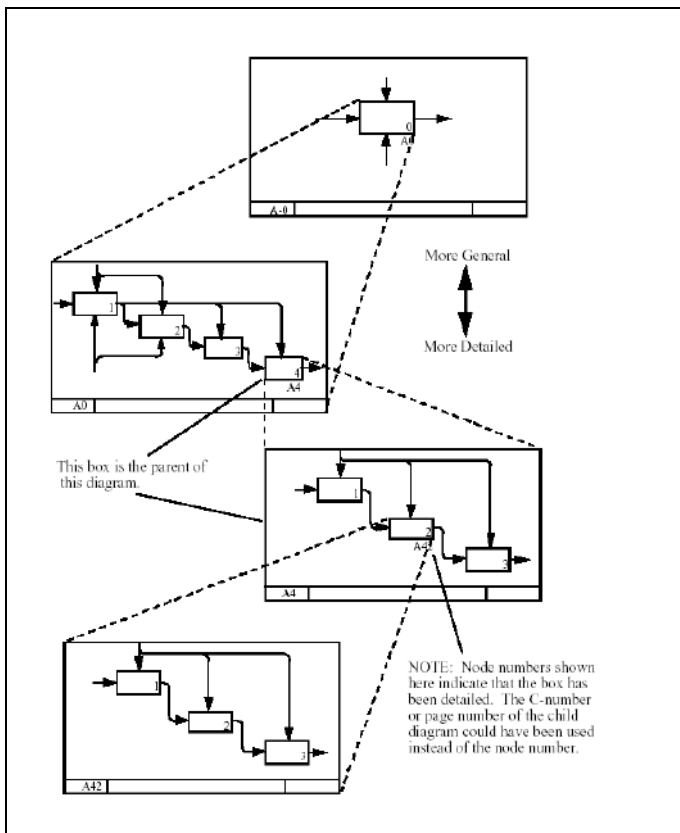 0
A0
A-0
More General
More Detailed
1
2
3
4
A4
A0
This box is the parent of
this diagram.
1
2
A42
3
A4
NOTE: Node numbers shown
here indicate that the box has
been detailed. The C-number
or page number of the child
diagram could have been used
instead of the node number.
1
2
3
A42